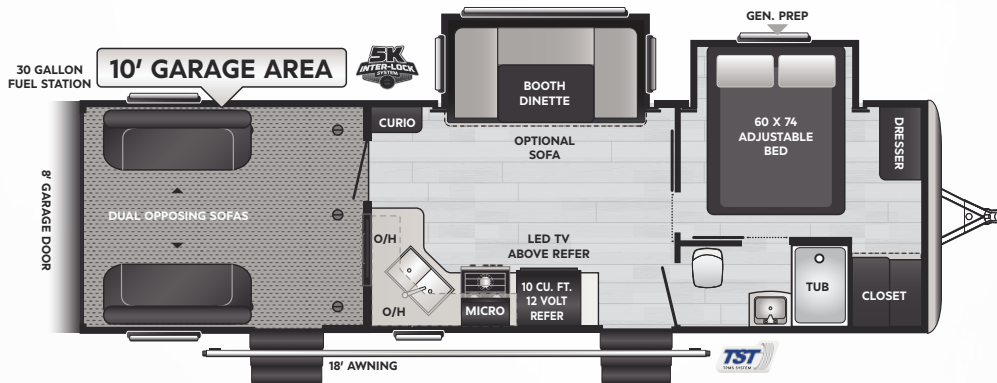 GEN. PREP
30 GALLON
FUEL STATION
10' GARAGE AREA
5K
INTER-LOCK
SYSTEM
BOOTH
DINETTE
CURIO
OPTIONAL
SOFA
60 X 74
ADJUSTABLE
BED
DRESSER
8' GARAGE DOOR
DUAL OPPOSING SOFAS
O/H
LED TV
ABOVE REFER
10 CU. FT.
12 VOLT
REFER
MICRO
O/H
TUB
CLOSET
18' AWNING
TST
TPMS SYSTEM